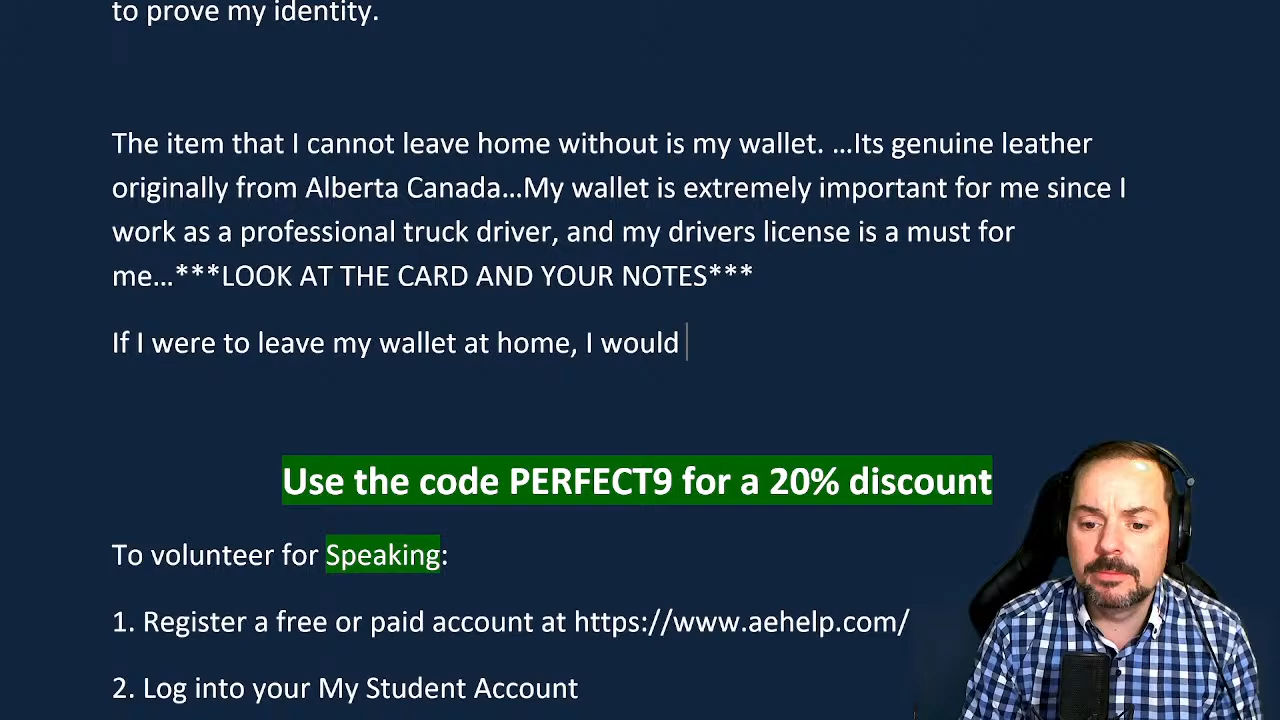 to prove my identity.
The item that I cannot leave home without is my wallet. …Its genuine leather
originally from Alberta Canada…My wallet is extremely important for me since I
work as a professional truck driver, and my drivers license is a must for
me…***LOOK AT THE CARD AND YOUR NOTES***
If I were to leave my wallet at home, I would
Use the code PERFECT9 for a 20% discount
To volunteer for Speaking:
1. Register a free or paid account at https://www.aehelp.com/
2. Log into your My Student Account